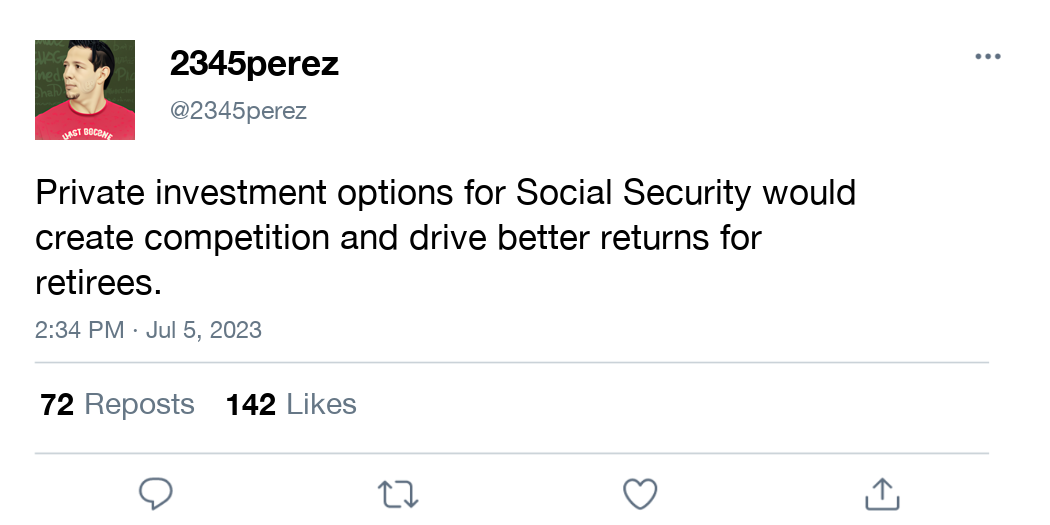 2345perez
@2345perez
Private investment options for Social Security would
create competition and drive better returns for
retirees.
2:34 PM · Jul 5, 2023
72 Reposts 142 Likes